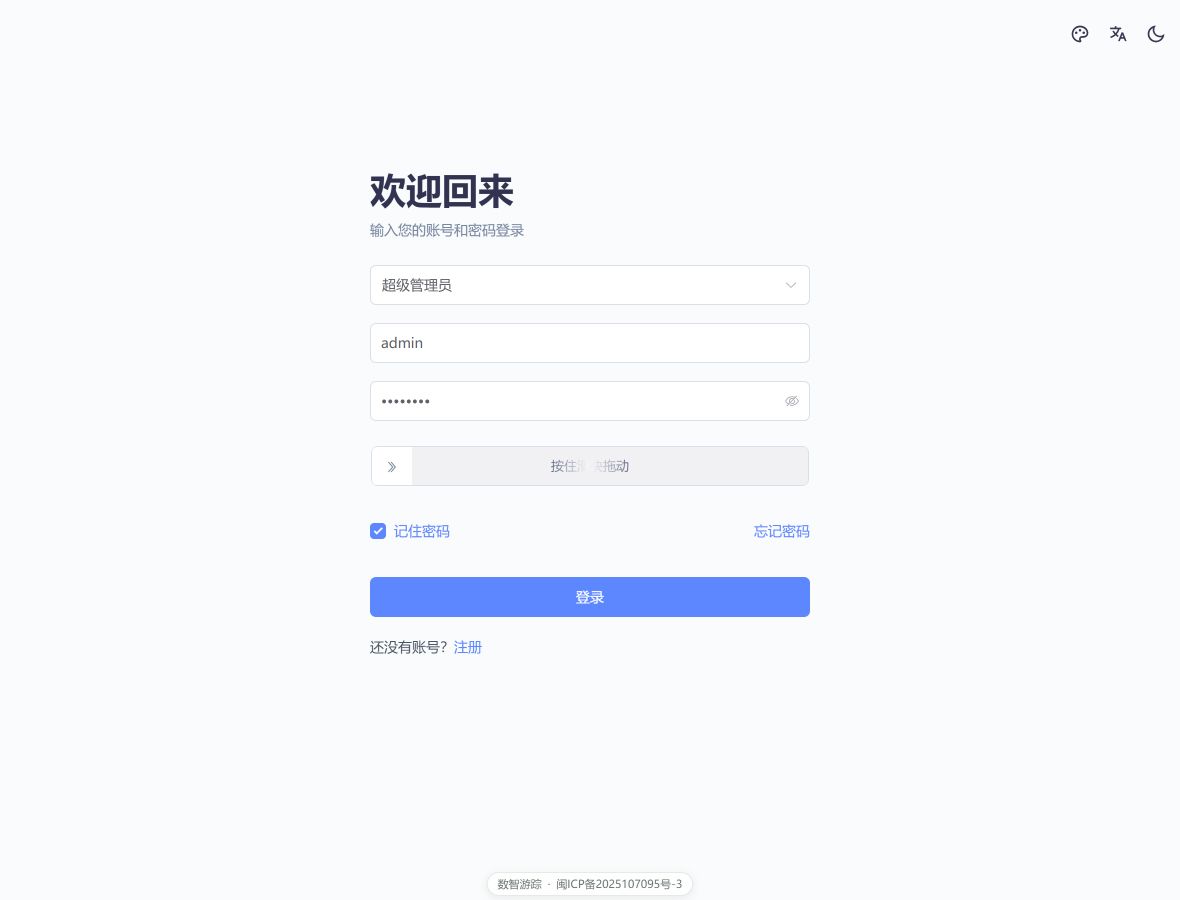 欢迎回来
输入您的账号和密码登录
超级管理员
admin
••••••••
按住滑块拖动
记住密码
忘记密码
登录
还没有账号? 注册
数智游踪 · 闽ICP备2025107095号-3